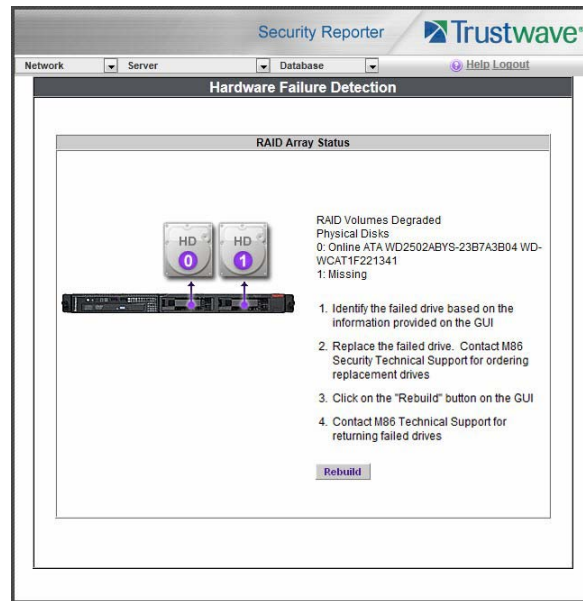 Security Reporter
Trustwave®
Network
Server
Database
Help Logout
Hardware Failure Detection
RAID Array Status
HD
0
HD
1
RAID Volumes Degraded
Physical Disks
0: Online ATA WD2502ABYS-23B7A3B04 WD-
WCAT1F221341
1: Missing
1. Identify the failed drive based on the
information provided on the GUI
2. Replace the failed drive. Contact M86
Security Technical Support for ordering
replacement drives
3. Click on the "Rebuild" button on the GUI
4. Contact M86 Technical Support for
returning failed drives
Rebuild